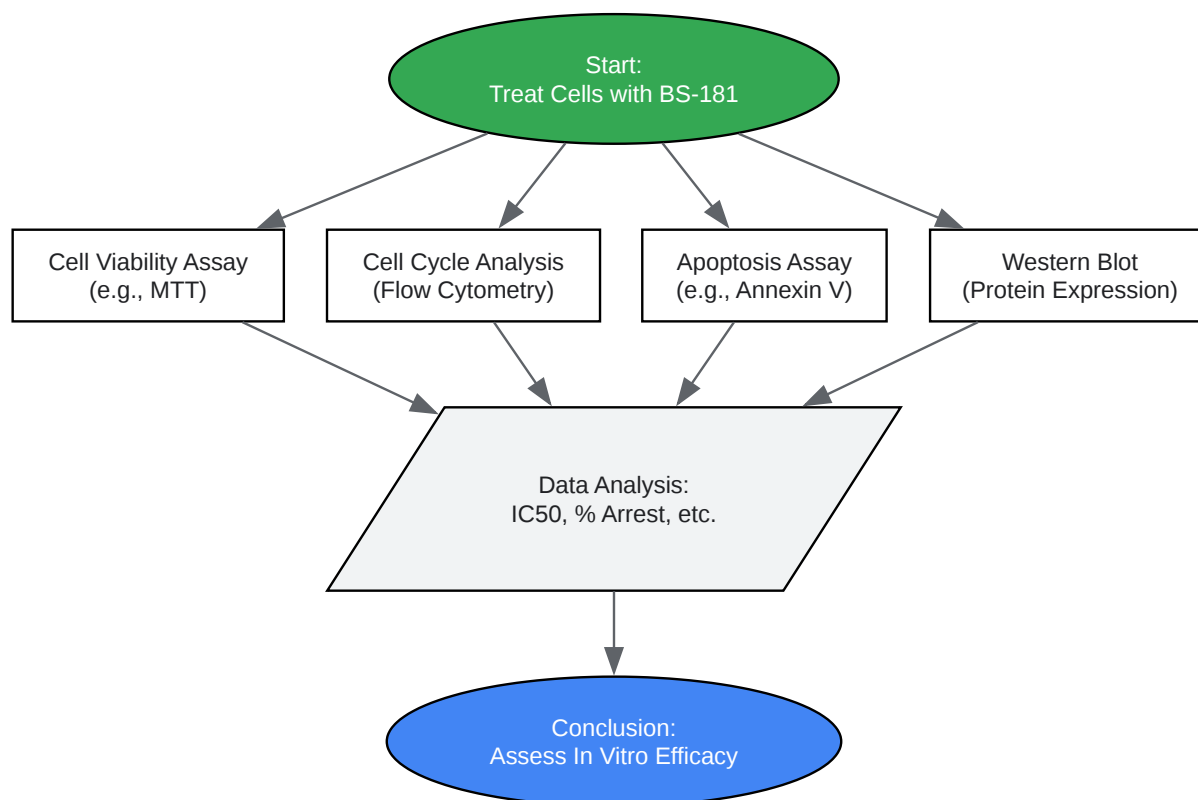 Start:
Treat Cells with BS-181
Cell Viability Assay
(e.g., MTT)
Cell Cycle Analysis
(Flow Cytometry)
Apoptosis Assay
(e.g., Annexin V)
Western Blot
(Protein Expression)
Data Analysis:
IC50, % Arrest, etc.
Conclusion:
Assess In Vitro Efficacy